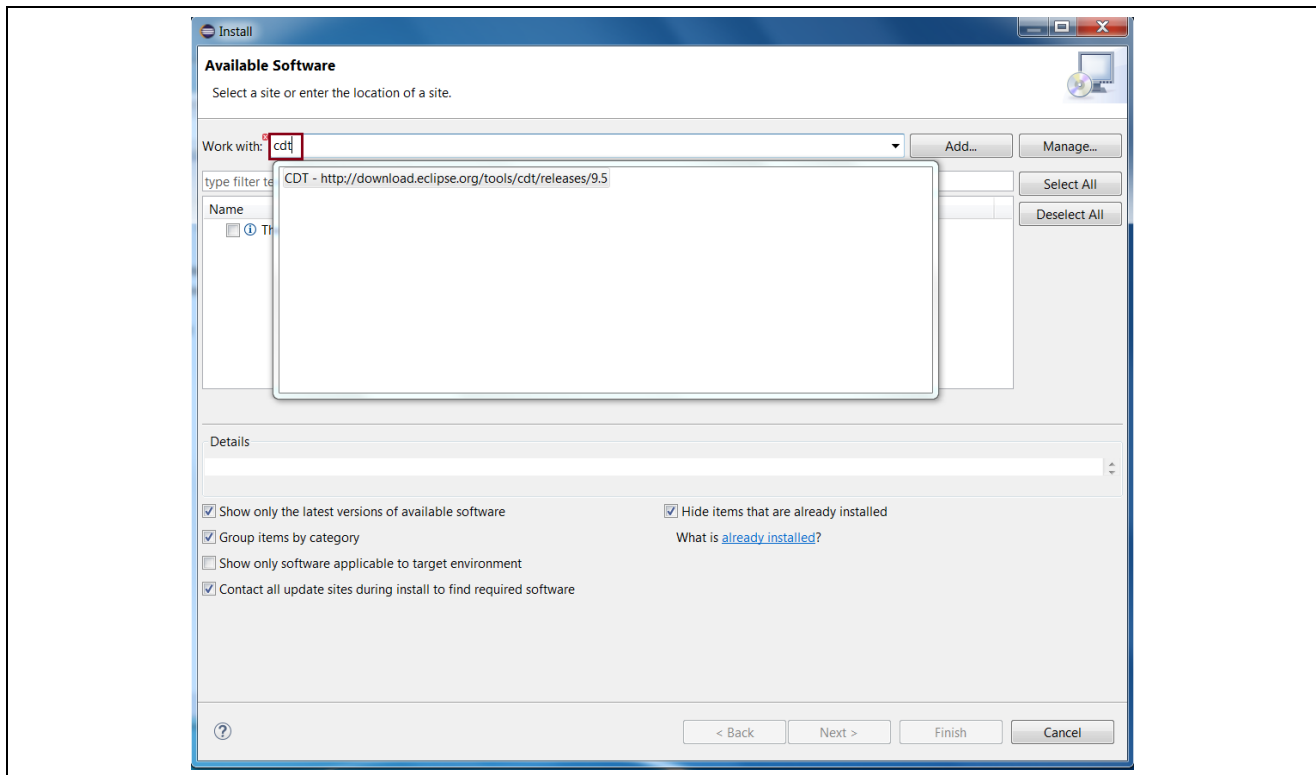 Install
Available Software
Select a site or enter the location of a site.
Work with: cdt
Add...
Manage...
CDT - http://download.eclipse.org/tools/cdt/releases/9.5
type filter te
Select All
Name
Deselect All
Th
Details
Show only the latest versions of available software
Hide items that are already installed
Group items by category
What is already installed?
Show only software applicable to target environment
Contact all update sites during install to find required software
< Back
Next >
Finish
Cancel